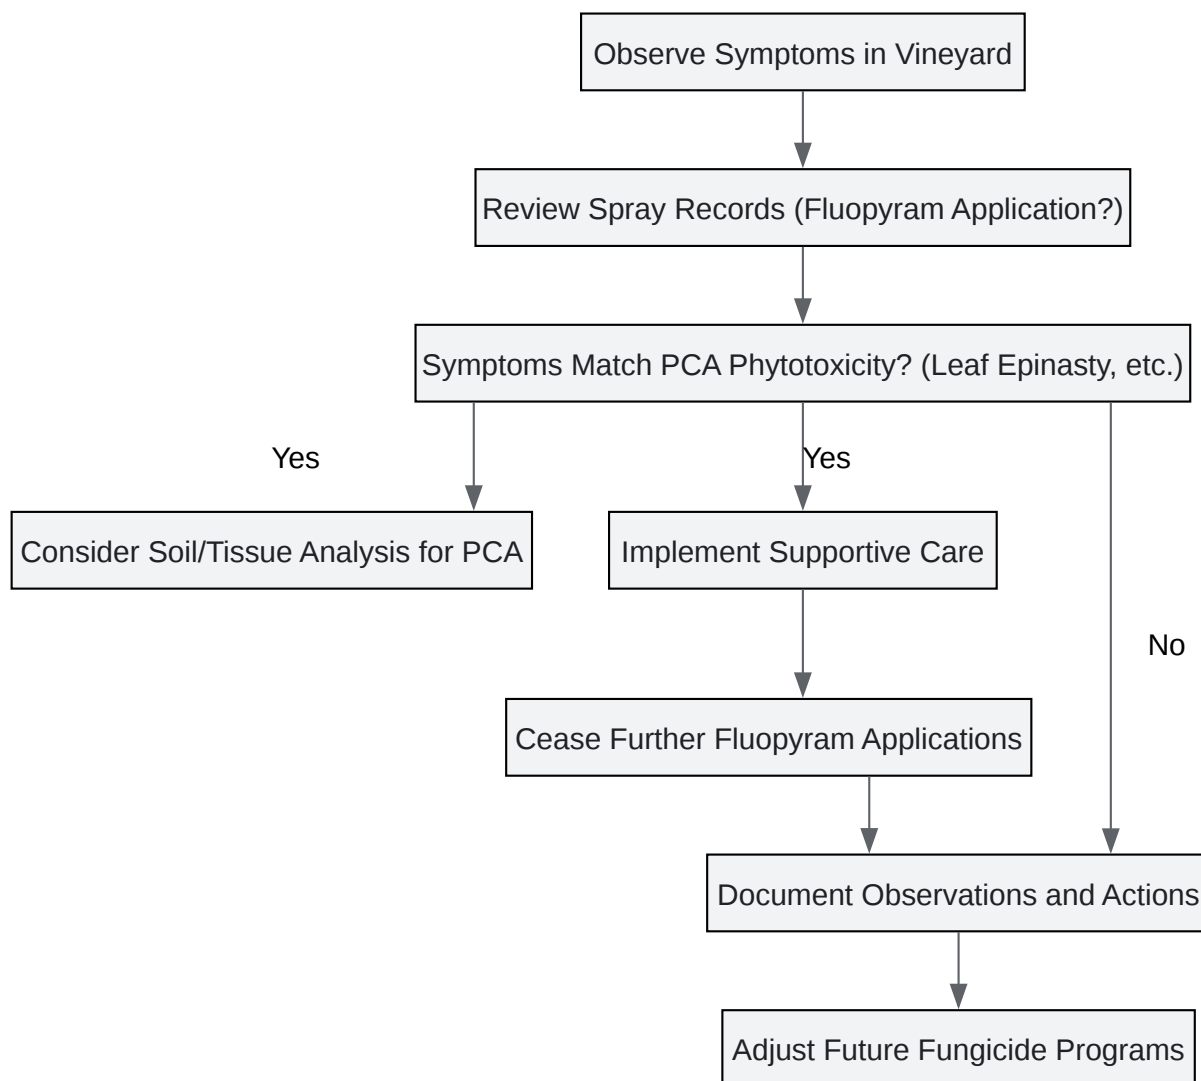 Observe Symptoms in Vineyard
Review Spray Records (Fluopyram Application?)
Symptoms Match PCA Phytotoxicity? (Leaf Epinasty, etc.)
Yes
Yes
Consider Soil/Tissue Analysis for PCA
Implement Supportive Care
No
Cease Further Fluopyram Applications
Document Observations and Actions
Adjust Future Fungicide Programs